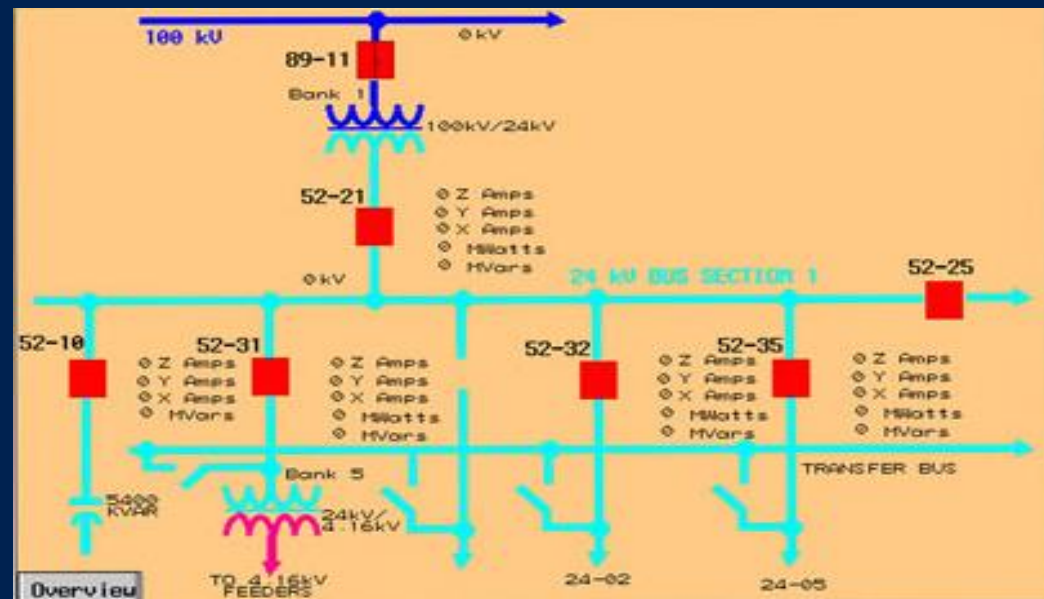 100 kV
0kV
89-11
Bank 1
100kV/24kV
52-21
0 Z Amps
0 Y Amps
0 X Amps
0 MWatts
0 MVars
0kV
24 kV BUS SECTION 1
52-25
52-10
52-31
52-32
52-35
0 Z Amps
0 Y Amps
0 X Amps
0 MVars
0 Z Amps
0 Y Amps
0 X Amps
0 MWatts
0 MVars
0 Z Amps
0 Y Amps
0 X Amps
0 MWatts
0 MVars
0 Z Amps
0 Y Amps
0 X Amps
0 MWatts
0 MVars
TRANSFER BUS
Bank 5
5400
KVAR
24kV/
4.16kV
TO 4.16kV
FEEDERS
24-02
24-05
Overview